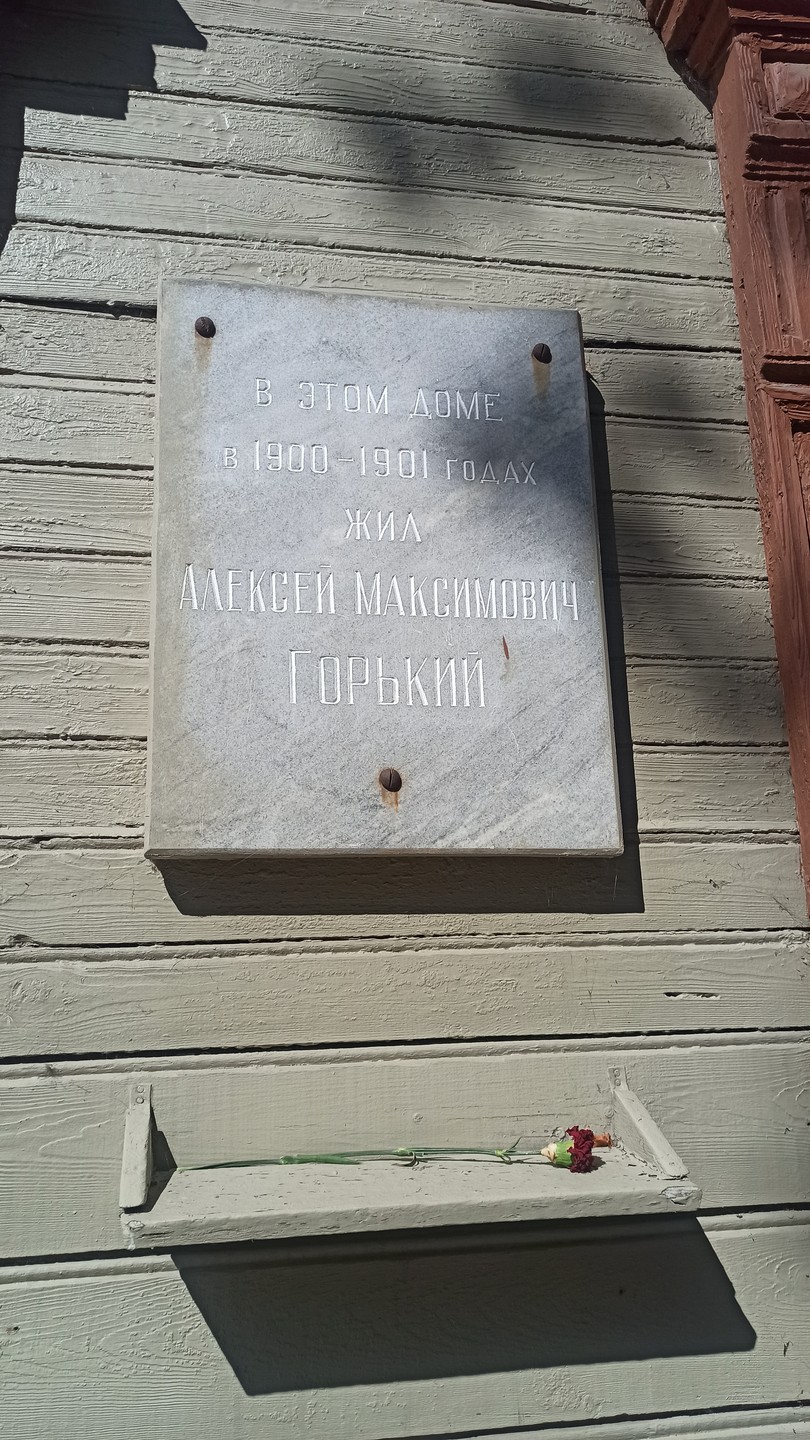 В ЭТОМ ДОМЕ
В 1900-1901 ГОДАХ
ЖИЛ
АЛЕКСЕЙ МАКСИМОВИЧ
ГОРЬКИЙ